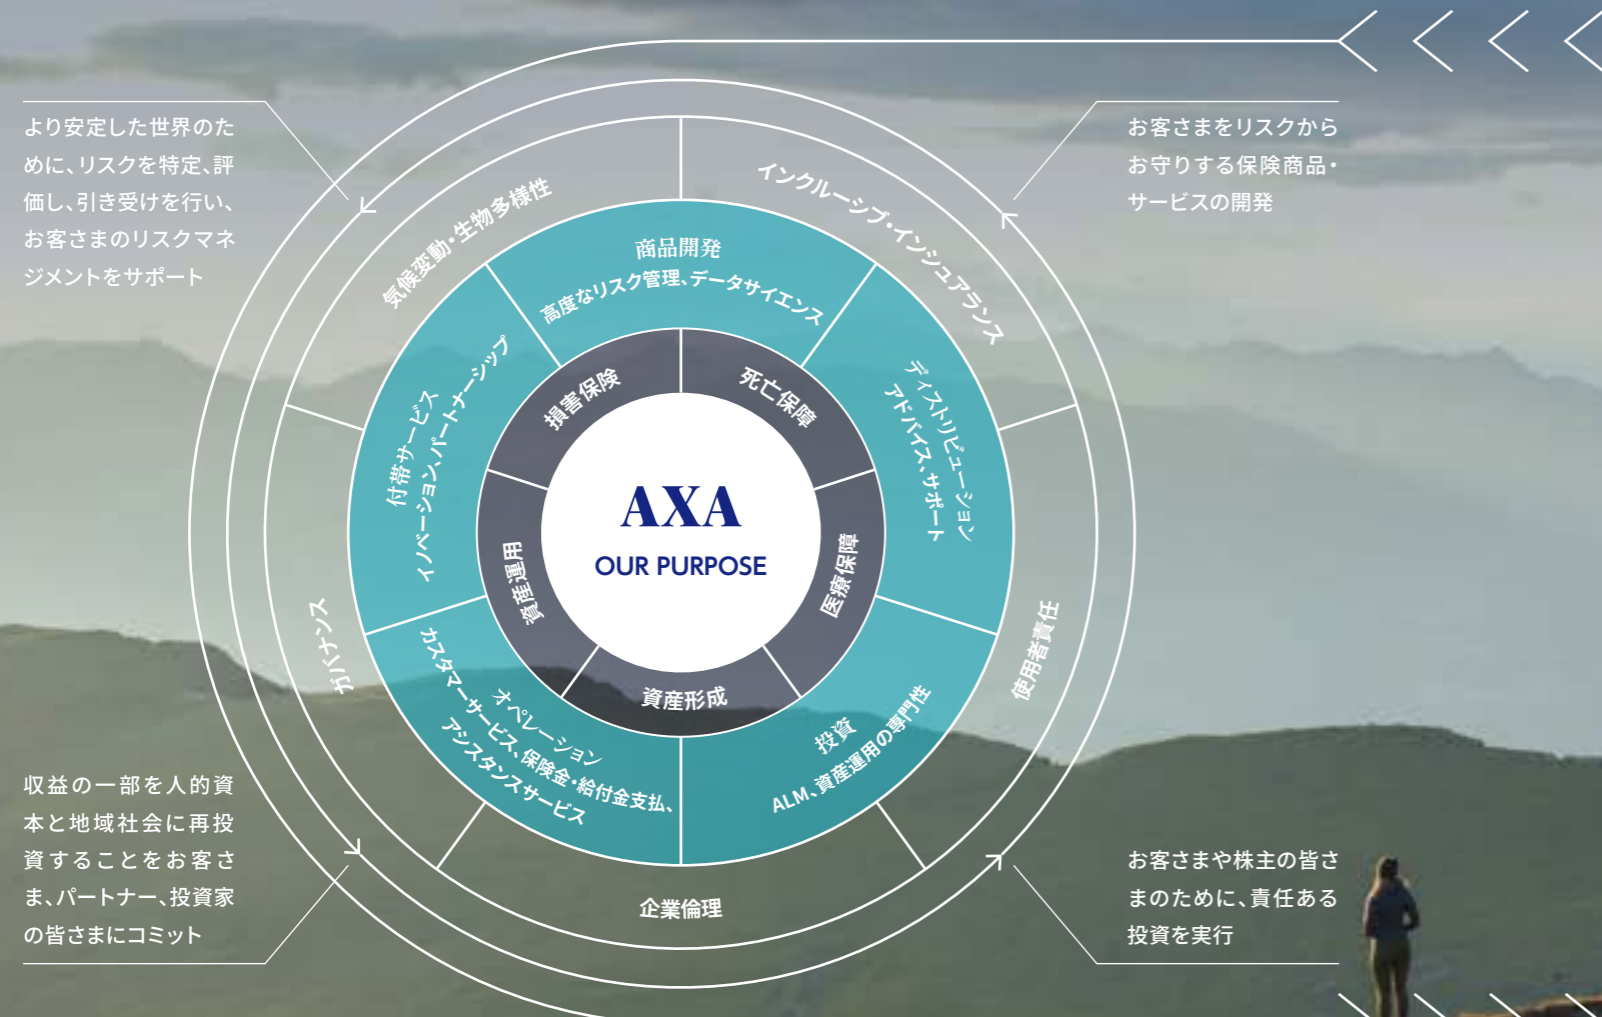 より安定した世界のた
めに、リスクを特定、評
価し、引き受けを行い、
お客さまのリスクマネ
ジメントをサポート
お客さまをリスクから
お守りする保険商品・
サービスの開発
気候変動・生物多様性
インクルーシブ・インシュアランス
商品開発
高度なリスク管理、データサイエンス
付帯サービス
イノベーション、パートナーシップ
ディストリビューション
アドバイス、サポート
損害保険
死亡保障
AXA
OUR PURPOSE
資産運用
医療保障
資産形成
ガバナンス
使用者責任
オペレーション
カスタマーサービス、保険金・給付金支払、
アシスタンスサービス
投資
ALM、資産運用の専門性
企業倫理
収益の一部を人的資
本と地域社会に再投
資することをお客さ
ま、パートナー、投資家
の皆さまにコミット
お客さまや株主の皆さ
まのために、責任ある
投資を実行